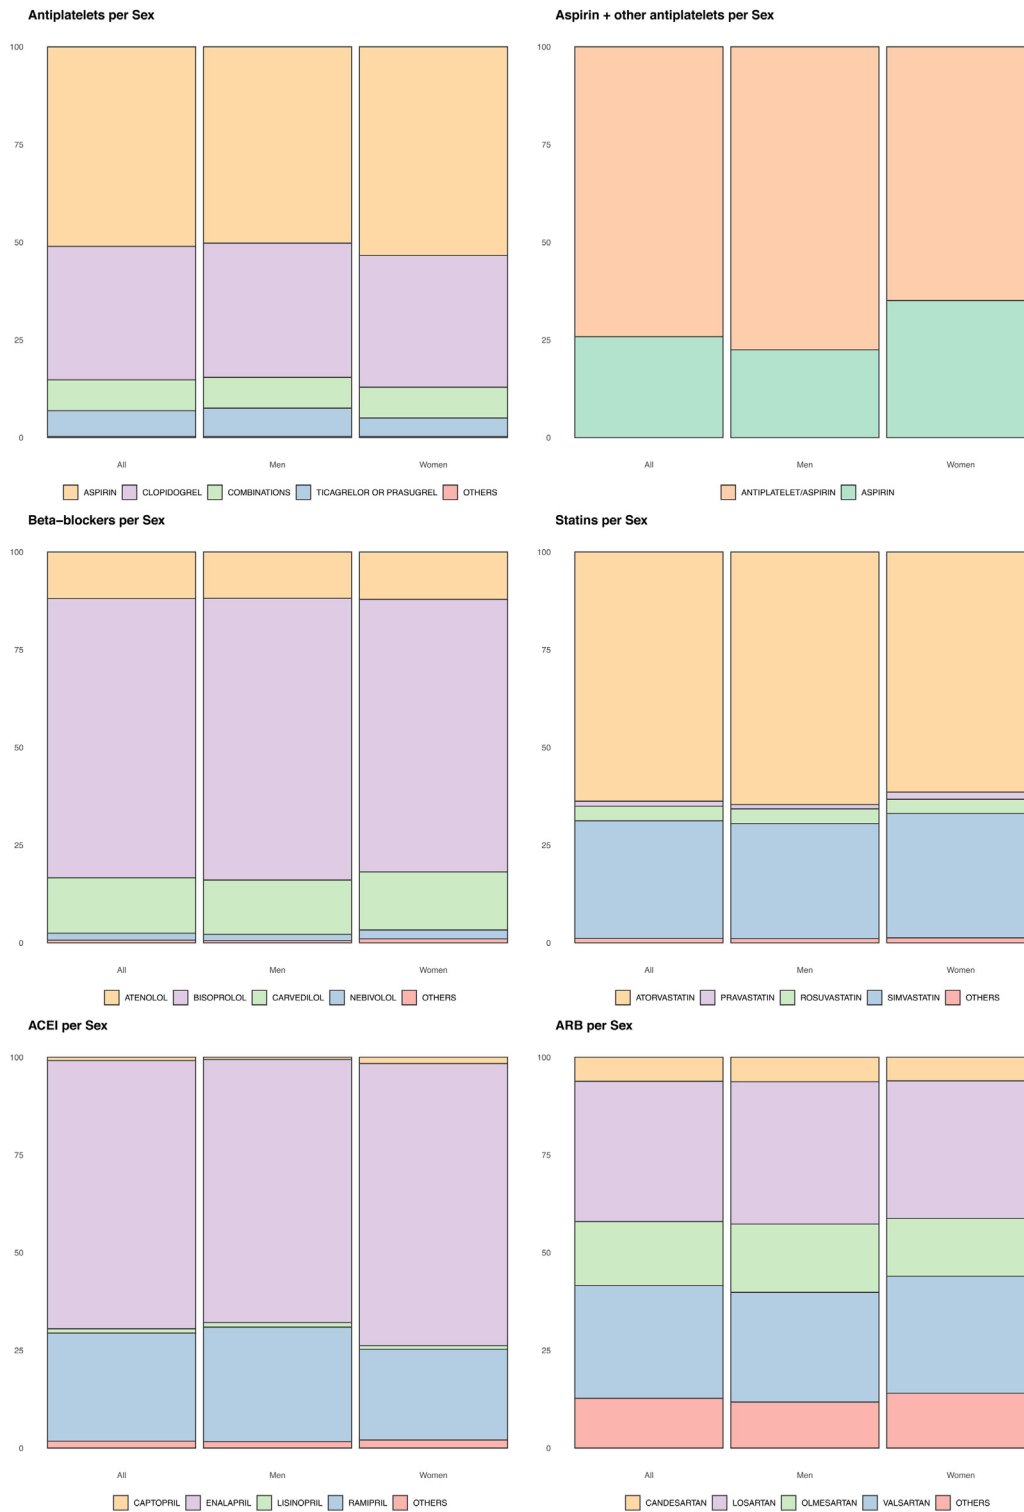 Antiplatelets per Sex
100
75
50
25
0
All Men Women
ASPIRIN CLOPIDOGREL COMBINATIONS TICAGRELOR OR PRASUGREL OTHERS
Aspirin + other antiplatelets per Sex
100
75
50
25
0
All Men Women
ANTIPLATELET/ASPIRIN ASPIRIN
Beta−blockers per Sex
100
75
50
25
0
All Men Women
ATENOLOL BISOPROLOL CARVEDILOL NEBIVOLOL OTHERS
Statins per Sex
100
75
50
25
0
All Men Women
ATORVASTATIN PRAVASTATIN ROSUVASTATIN SIMVASTATIN OTHERS
ACEI per Sex
100
75
50
25
0
All Men Women
CAPTOPRIL ENALAPRIL LISINOPRIL RAMIPRIL OTHERS
ARB per Sex
100
75
50
25
0
All Men Women
CANDESARTAN LOSARTAN OLMESARTAN VALSARTAN OTHERS